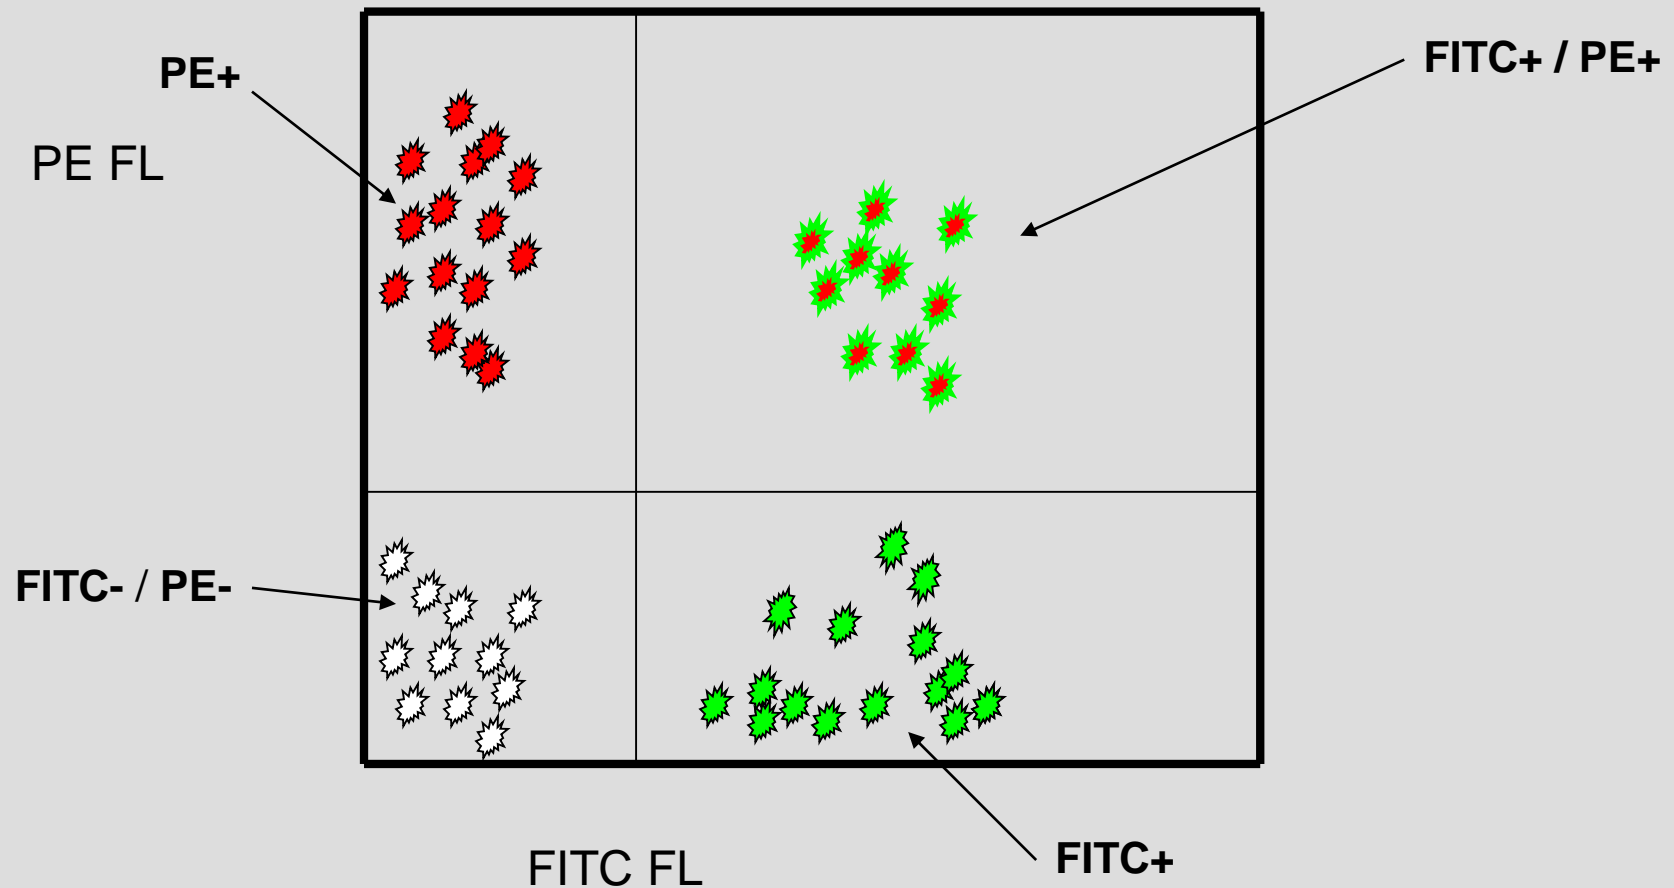 PE+
FITC+ / PE+
PE FL
FITC- / PE-
FITC FL
FITC+